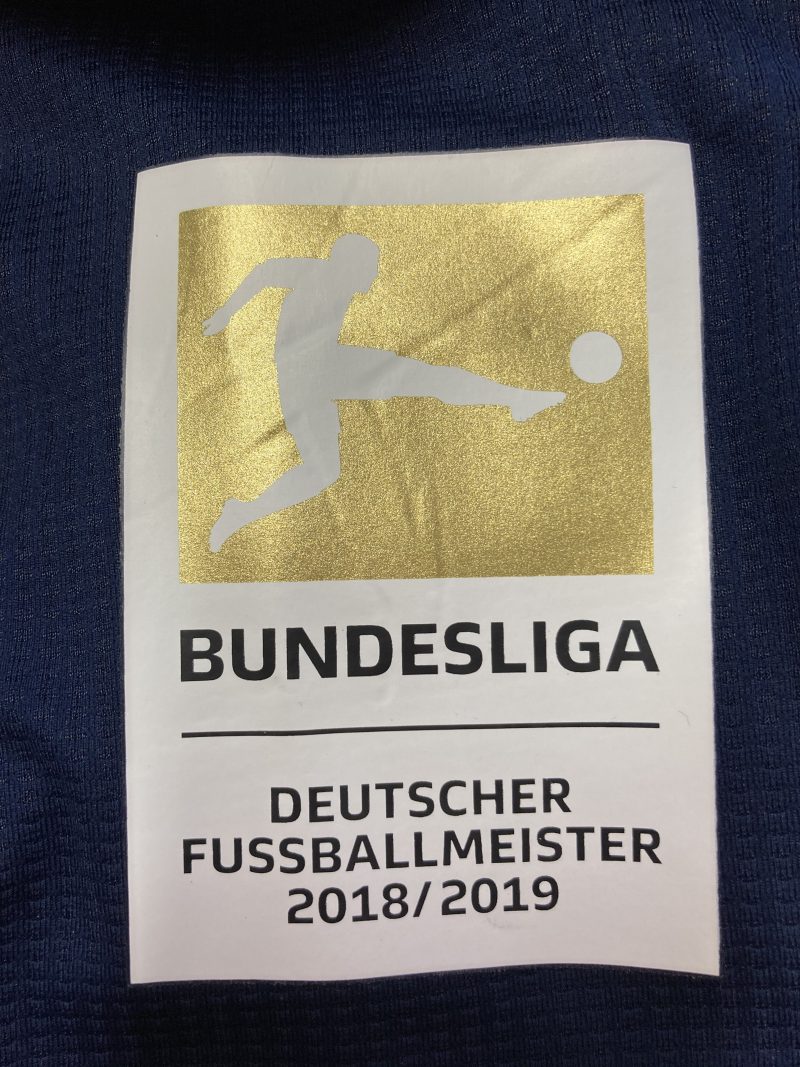 BUNDESLIGA
DEUTSCHER
FUSSBALLMEISTER
2018/2019